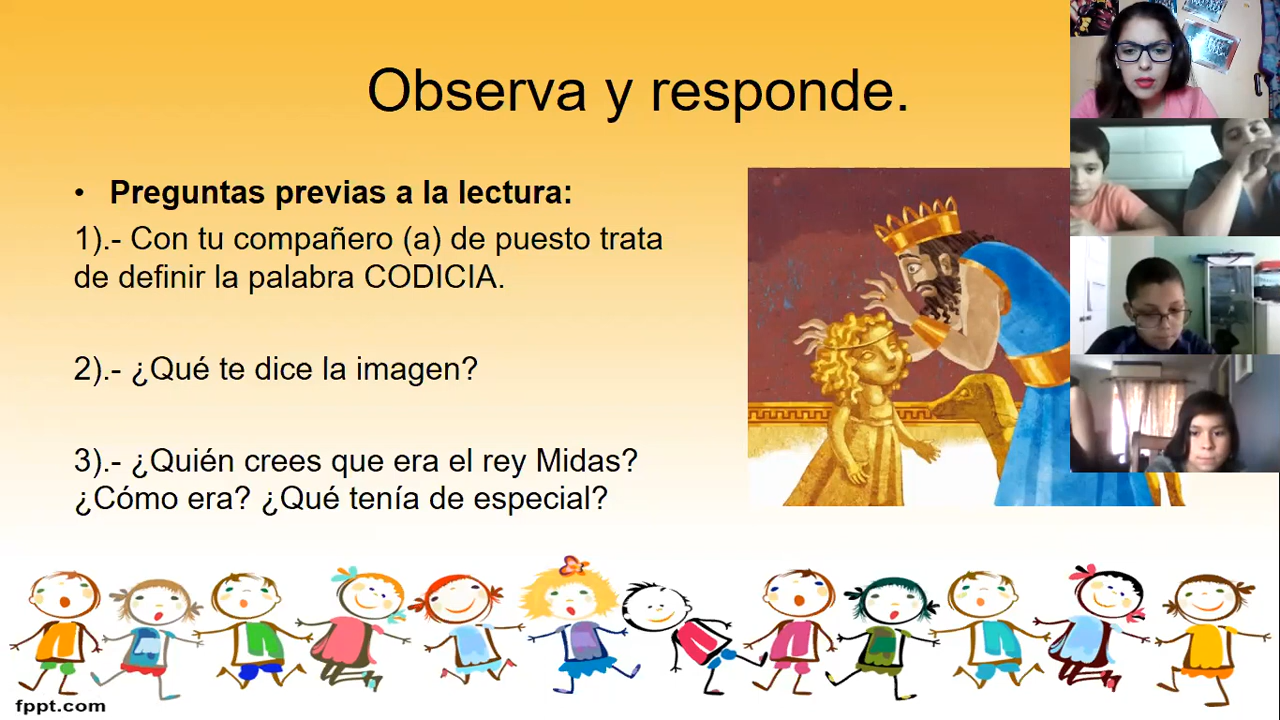 Observa y responde.
• Preguntas previas a la lectura:
1).- Con tu compañero (a) de puesto trata
de definir la palabra CODICIA.
2).- ¿Qué te dice la imagen?
3).- ¿Quién crees que era el rey Midas?
¿Cómo era? ¿Qué tenía de especial?
fppt.com